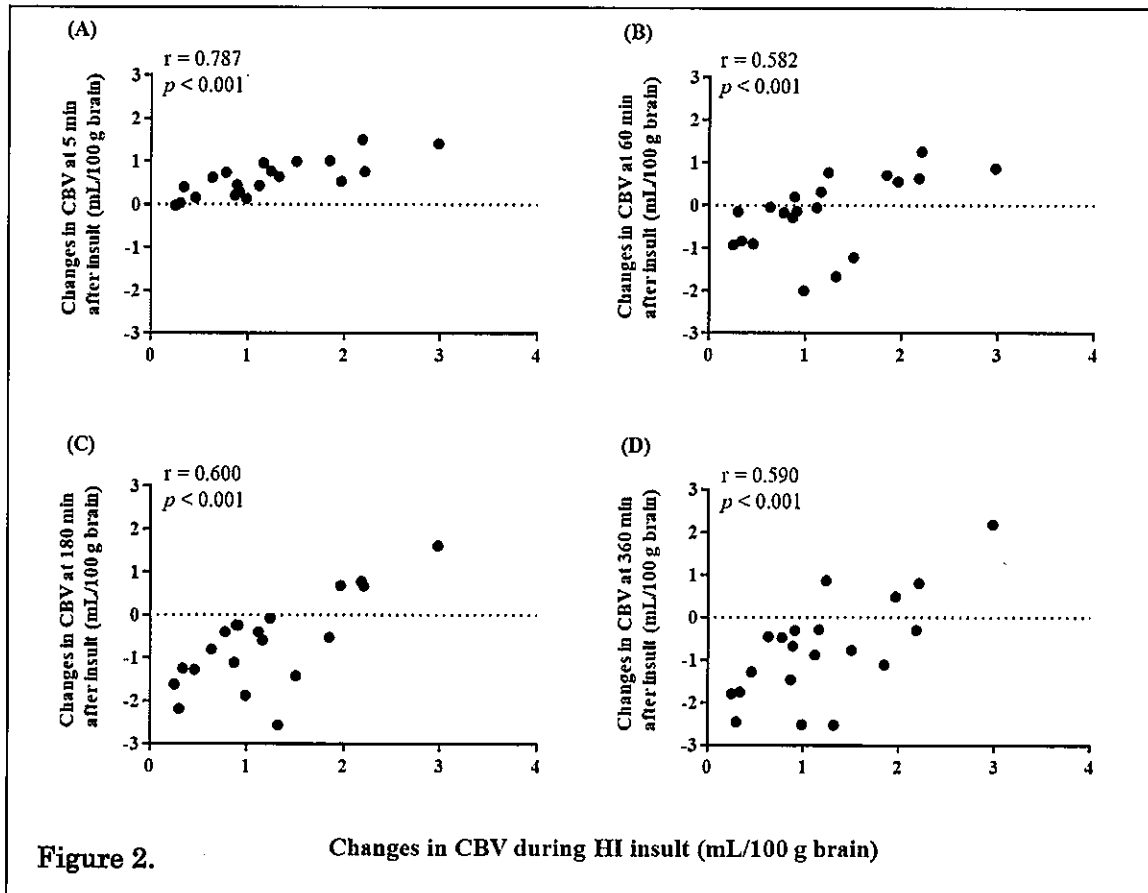 (A)
r = 0.787
p < 0.001
Changes in CBV at 5 min
after insult (mL/100 g brain)
3
2
1
0
-1
-2
-3
0 1 2 3 4
(B)
r = 0.582
p < 0.001
Changes in CBV at 60 min
after insult (mL/100 g brain)
3
2
1
0
-1
-2
-3
0 1 2 3 4
(C)
r = 0.600
p < 0.001
Changes in CBV at 180 min
after insult (mL/100 g brain)
3
2
1
0
-1
-2
-3
0 1 2 3 4
(D)
r = 0.590
p < 0.001
Changes in CBV at 360 min
after insult (mL/100 g brain)
3
2
1
0
-1
-2
-3
0 1 2 3 4
Figure 2. Changes in CBV during HI insult (mL/100 g brain)